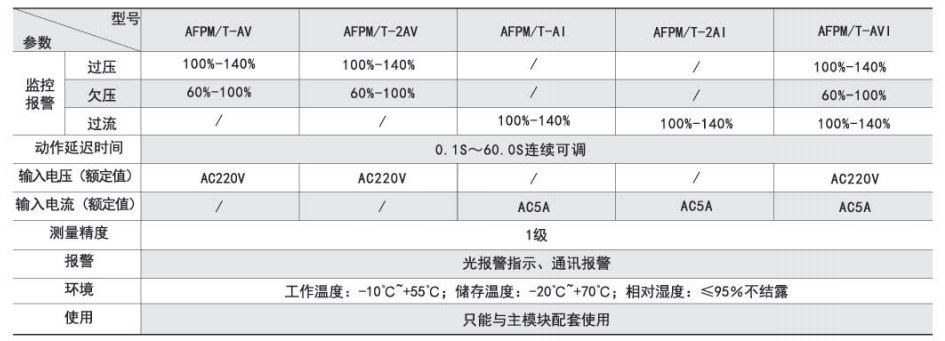 型号
参数 AFPM/T-AV AFPM/T-2AV AFPM/T-AI AFPM/T-2AI AFPM/T-AVI
监控报警 过压 100%-140% 100%-140% / / 100%-140%
欠压 60%-100% 60%-100% / / 60%-100%
过流 / / 100%-140% 100%-140% 100%-140%
动作延迟时间 0.1S～60.0S连续可调
输入电压（额定值） AC220V AC220V / / AC220V
输入电流（额定值） / / AC5A AC5A AC5A
测量精度 1级
报警 光报警指示、通讯报警
环境 工作温度：-10℃~+55℃；储存温度：-20℃~+70℃；相对湿度：≤95%不结露
使用 只能与主模块配套使用